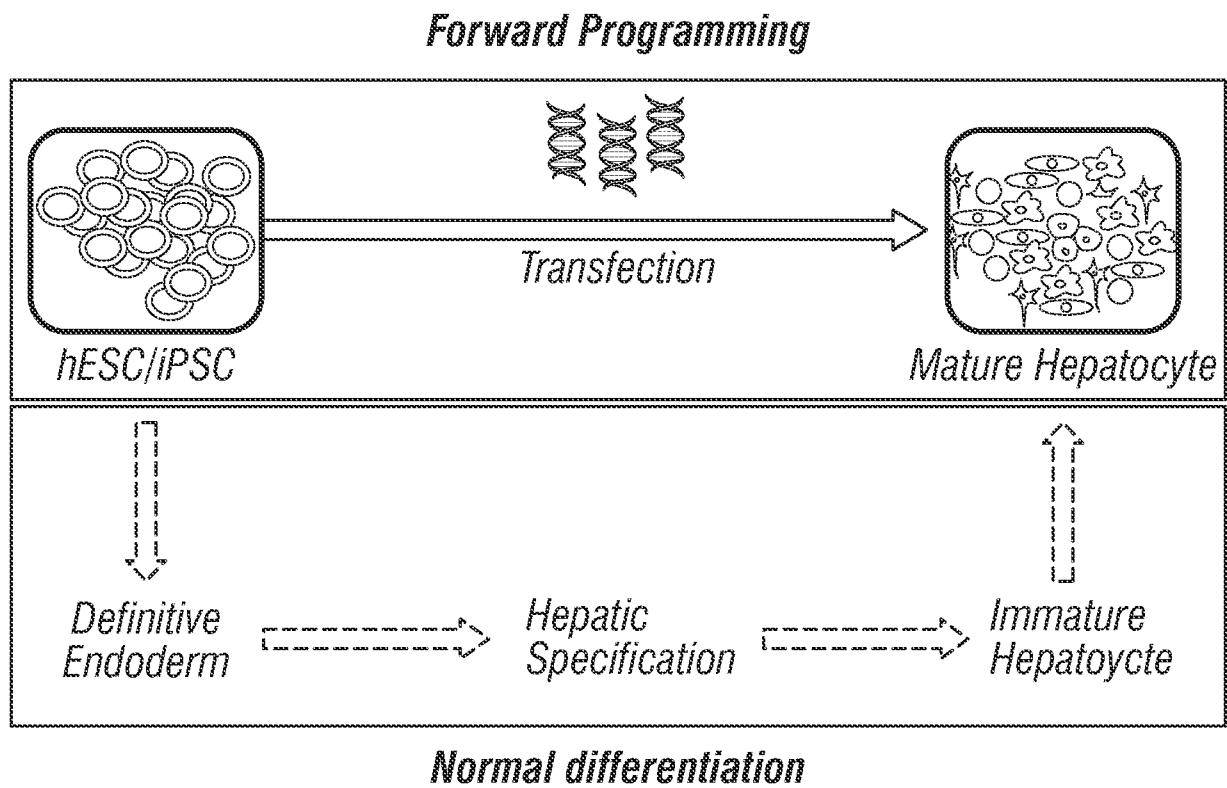 Forward Programming
Transfection
hESC/iPSC
Mature Hepatocyte
Definitive
Endoderm
Hepatic
Specification
Immature
Hepatoycte
Normal differentiation